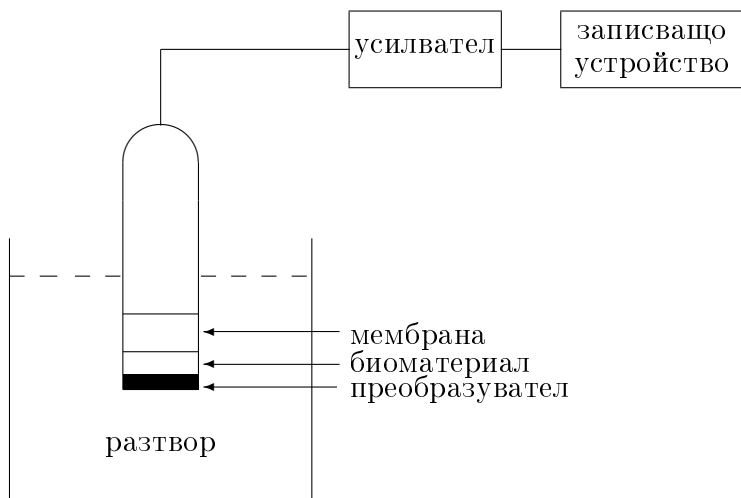 усилвател
записващо
устройство
мембрана
биоматериал
преобразувател
разтвор